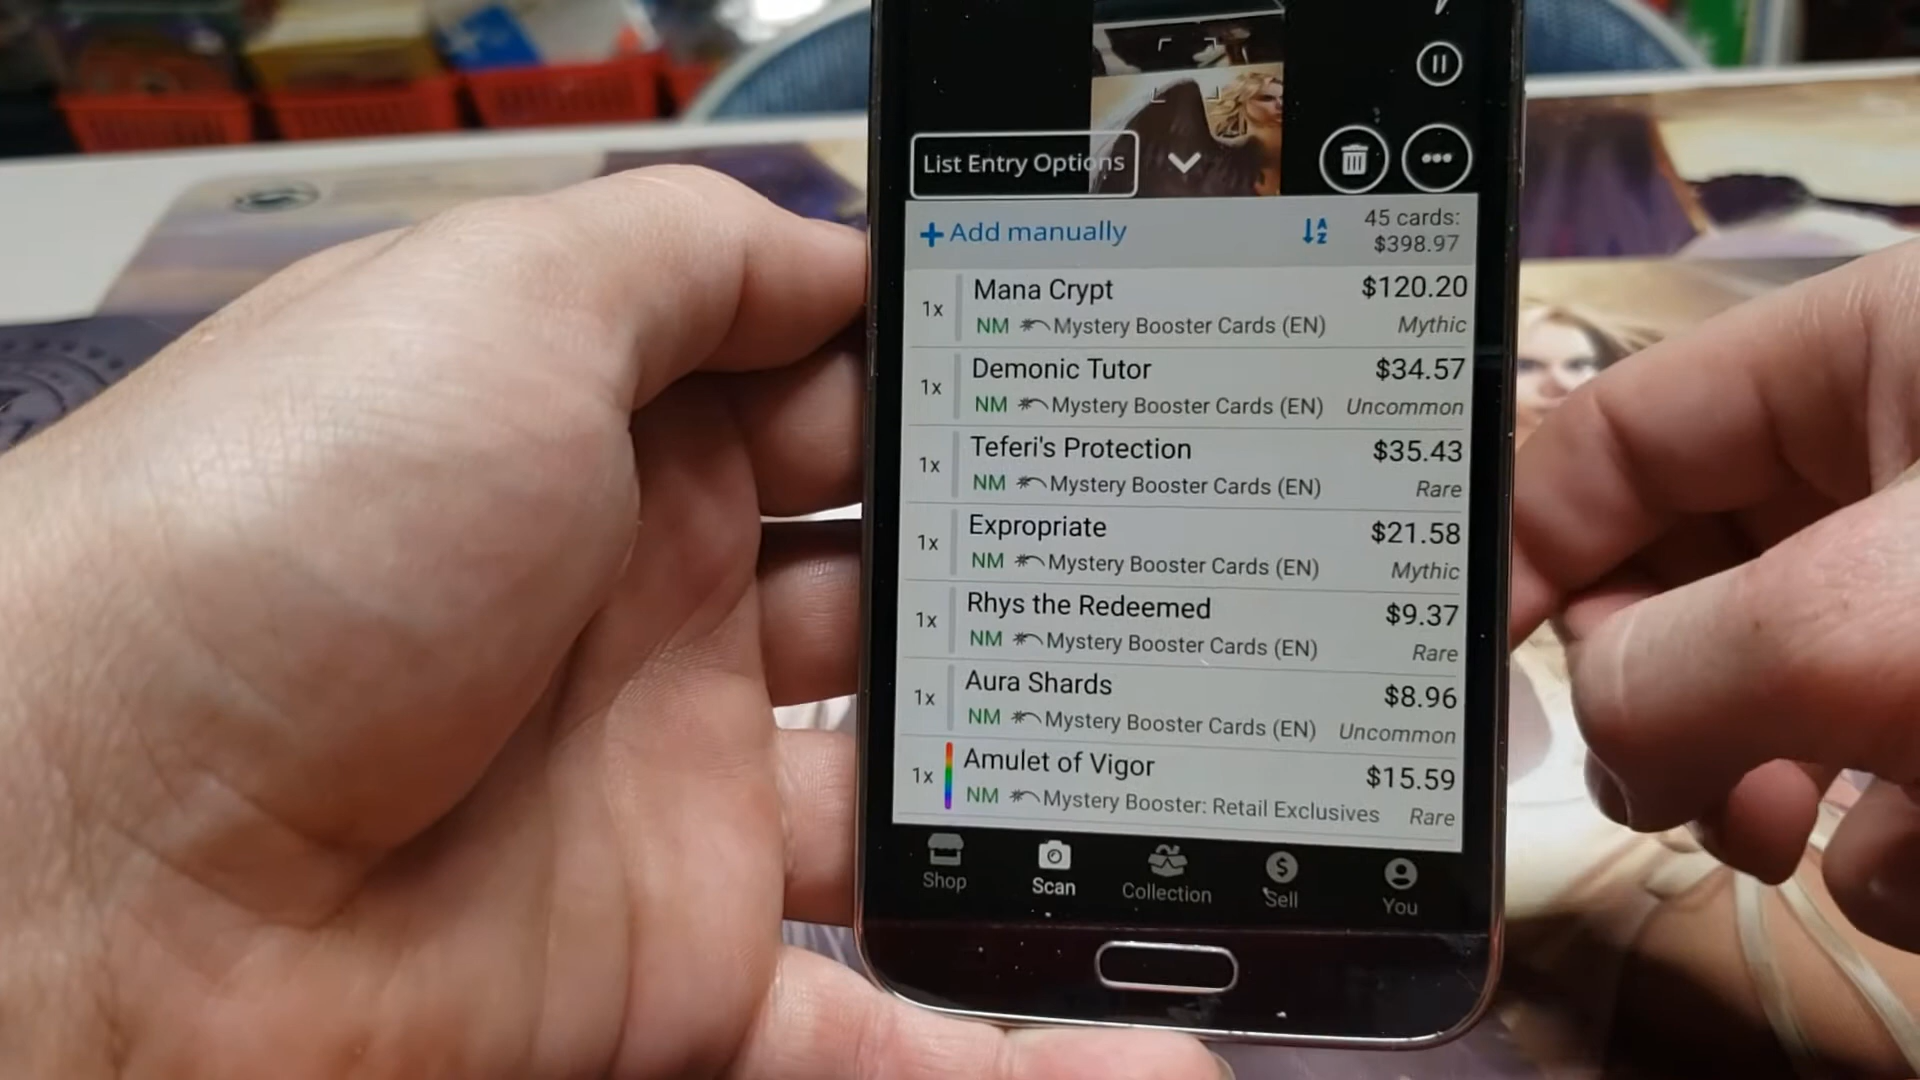 List Entry Options
+ Add manually
AZ
45 cards:
$398.97
1x
Mana Crypt
$120.20
NM Mystery Booster Cards (EN)
Mythic
1x
Demonic Tutor
$34.57
NM Mystery Booster Cards (EN)
Uncommon
1x
Teferi's Protection
$35.43
NM Mystery Booster Cards (EN)
Rare
1x
Expropriate
$21.58
NM Mystery Booster Cards (EN)
Mythic
1x
Rhys the Redeemed
$9.37
NM Mystery Booster Cards (EN)
Rare
1x
Aura Shards
$8.96
NM Mystery Booster Cards (EN)
Uncommon
1x
Amulet of Vigor
$15.59
NM Mystery Booster: Retail Exclusives
Rare
Shop
Scan
Collection
$
Sell
You